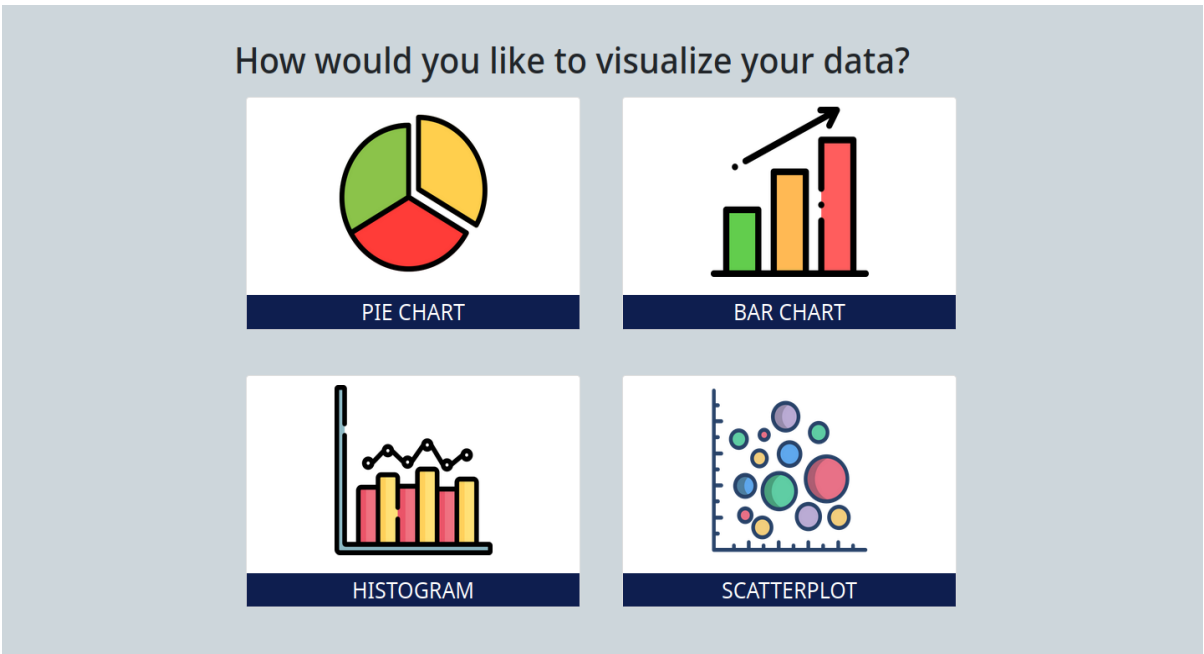 How would you like to visualize your data?
PIE CHART
BAR CHART
HISTOGRAM
SCATTERPLOT